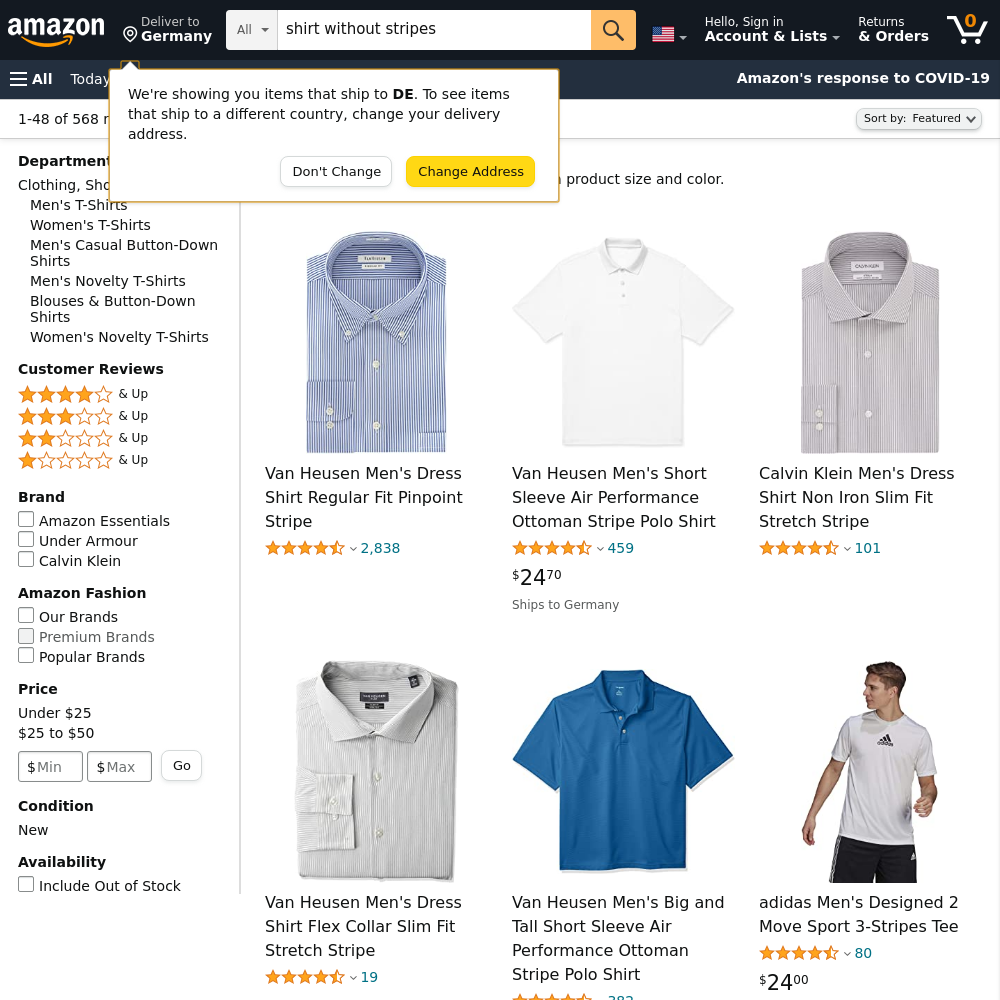 amazon
Deliver to
Germany
All
shirt without stripes
Hello, Sign in
Account & Lists
Returns
& Orders
0
All
Today
Amazon's response to COVID-19
We're showing you items that ship to DE. To see items
that ship to a different country, change your delivery
address.
Don't Change
Change Address
1-48 of 568 r
Sort by: Featured
product size and color.
Department
Clothing, Sho
Men's T-Shirts
Women's T-Shirts
Men's Casual Button-Down
Shirts
Men's Novelty T-Shirts
Blouses & Button-Down
Shirts
Women's Novelty T-Shirts
Customer Reviews
& Up
& Up
& Up
& Up
Brand
Amazon Essentials
Under Armour
Calvin Klein
Amazon Fashion
Our Brands
Premium Brands
Popular Brands
Price
Under $25
$25 to $50
$ Min
$ Max
Go
Condition
New
Availability
Include Out of Stock
Van Heusen Men's Dress
Shirt Regular Fit Pinpoint
Stripe
2,838
Van Heusen Men's Short
Sleeve Air Performance
Ottoman Stripe Polo Shirt
459
$2470
Ships to Germany
CALVIN KLEIN
Calvin Klein Men's Dress
Shirt Non Iron Slim Fit
Stretch Stripe
101
VAN HEUSEN
Van Heusen Men's Dress
Shirt Flex Collar Slim Fit
Stretch Stripe
19
Van Heusen Men's Big and
Tall Short Sleeve Air
Performance Ottoman
Stripe Polo Shirt
382
adidas
adidas Men's Designed 2
Move Sport 3-Stripes Tee
80
$2400